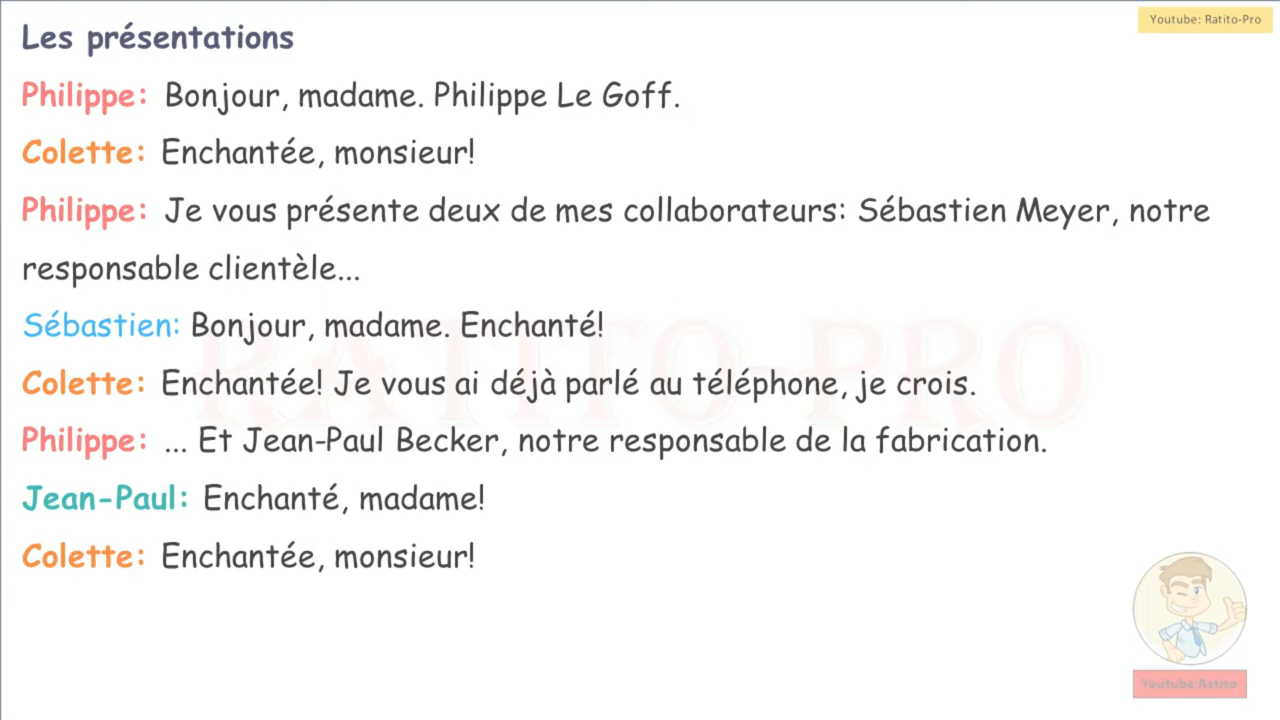 Les présentations
Youtube: Ratito-Pro
Philippe: Bonjour, madame. Philippe Le Goff.
Colette: Enchantée, monsieur!
Philippe: Je vous présente deux de mes collaborateurs: Sébastien Meyer, notre
responsable clientèle...
Sébastien: Bonjour, madame. Enchanté!
RATITO-PRO
Colette: Enchantée! Je vous ai déjà parlé au téléphone, je crois.
Philippe: ... Et Jean-Paul Becker, notre responsable de la fabrication.
Jean-Paul: Enchanté, madame!
Colette: Enchantée, monsieur!
Youtube:Ratito